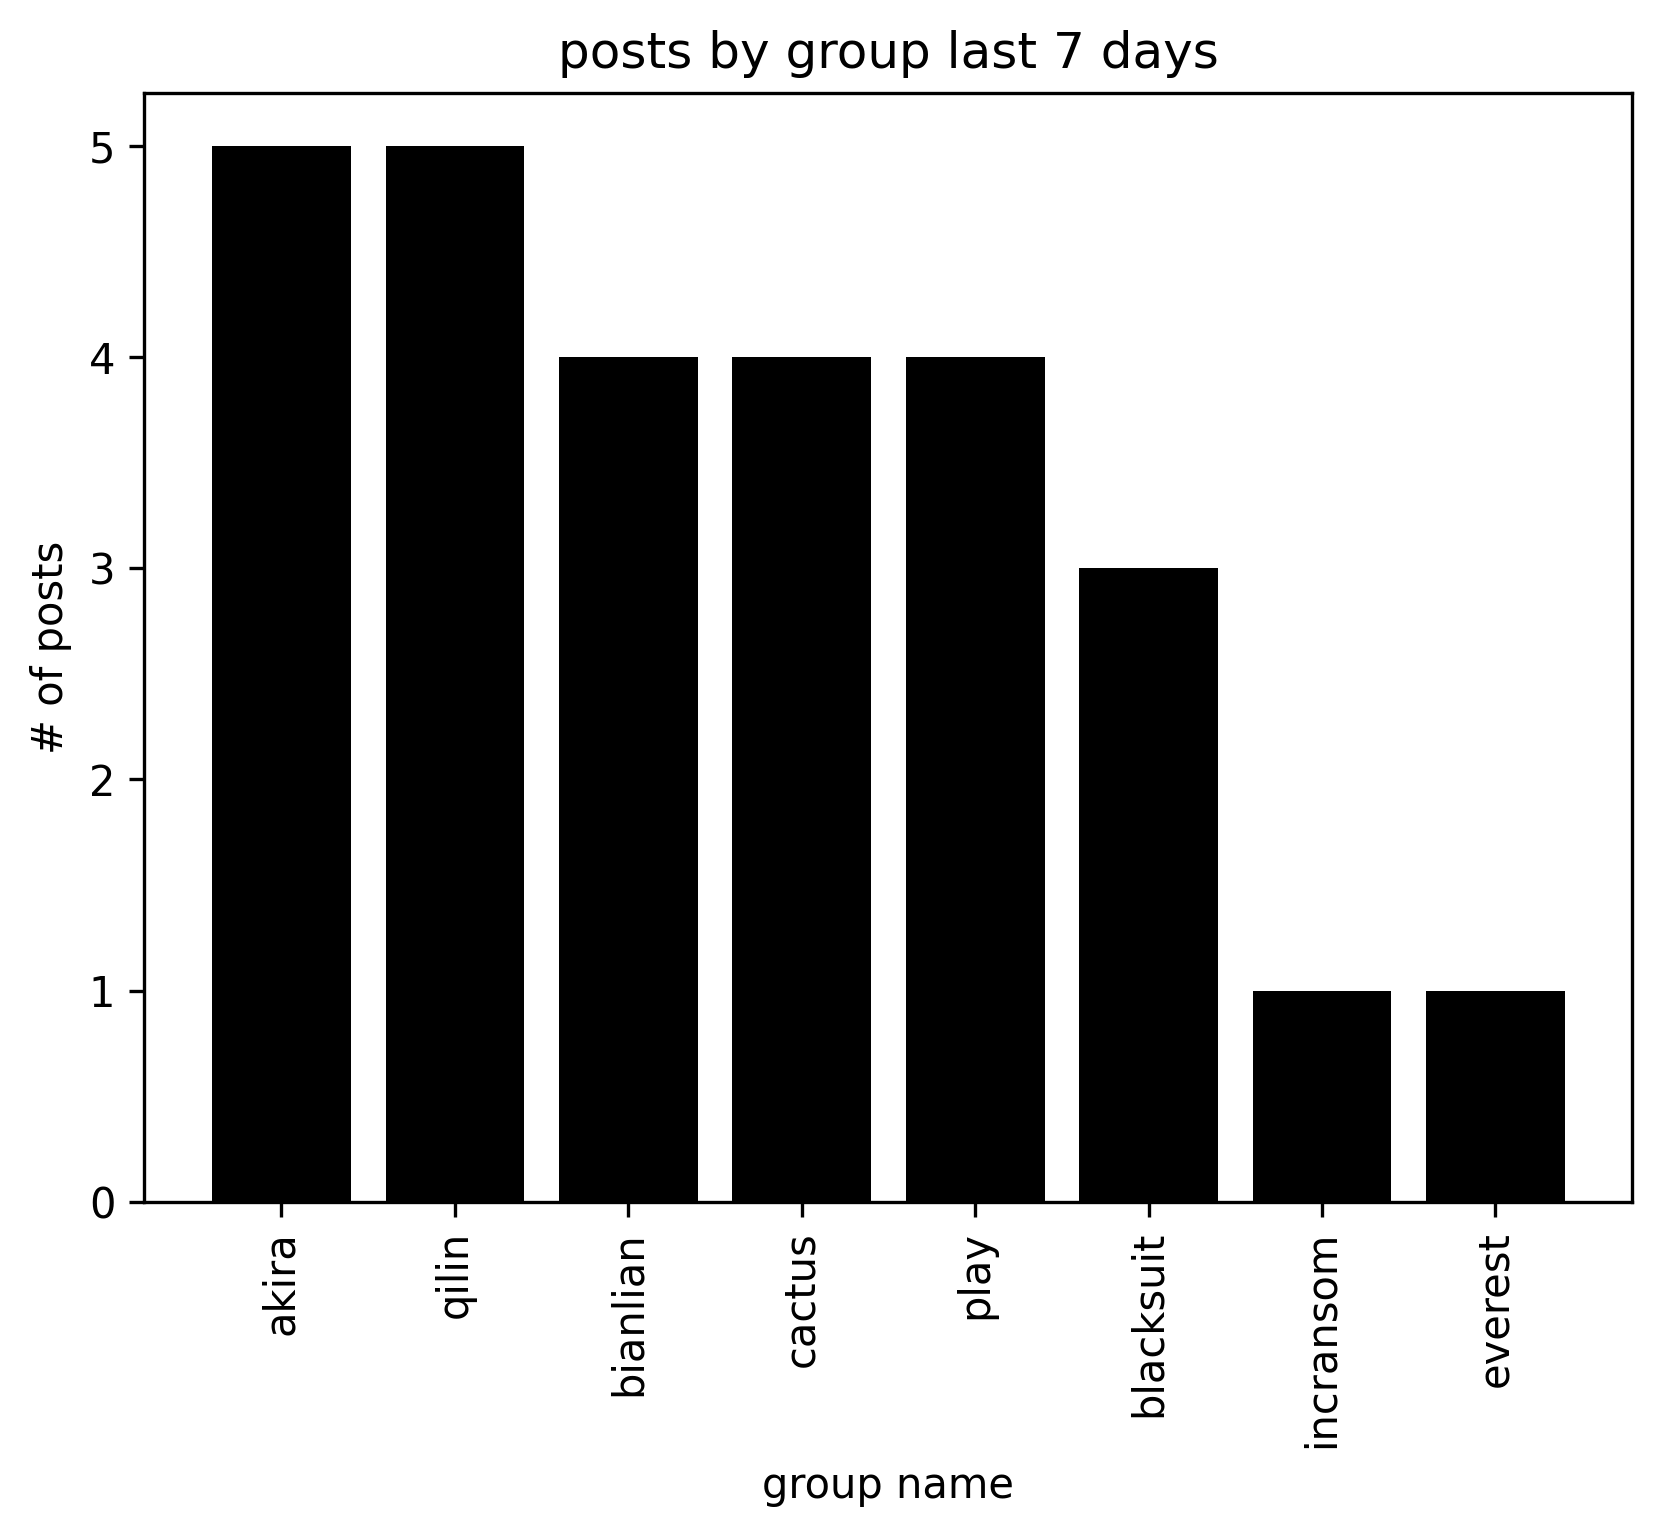 posts by group last 7 days
# of posts
5
4
3
2
1
0
akira
qilin
bianlian
cactus
play
blacksuit
incransom
everest
group name